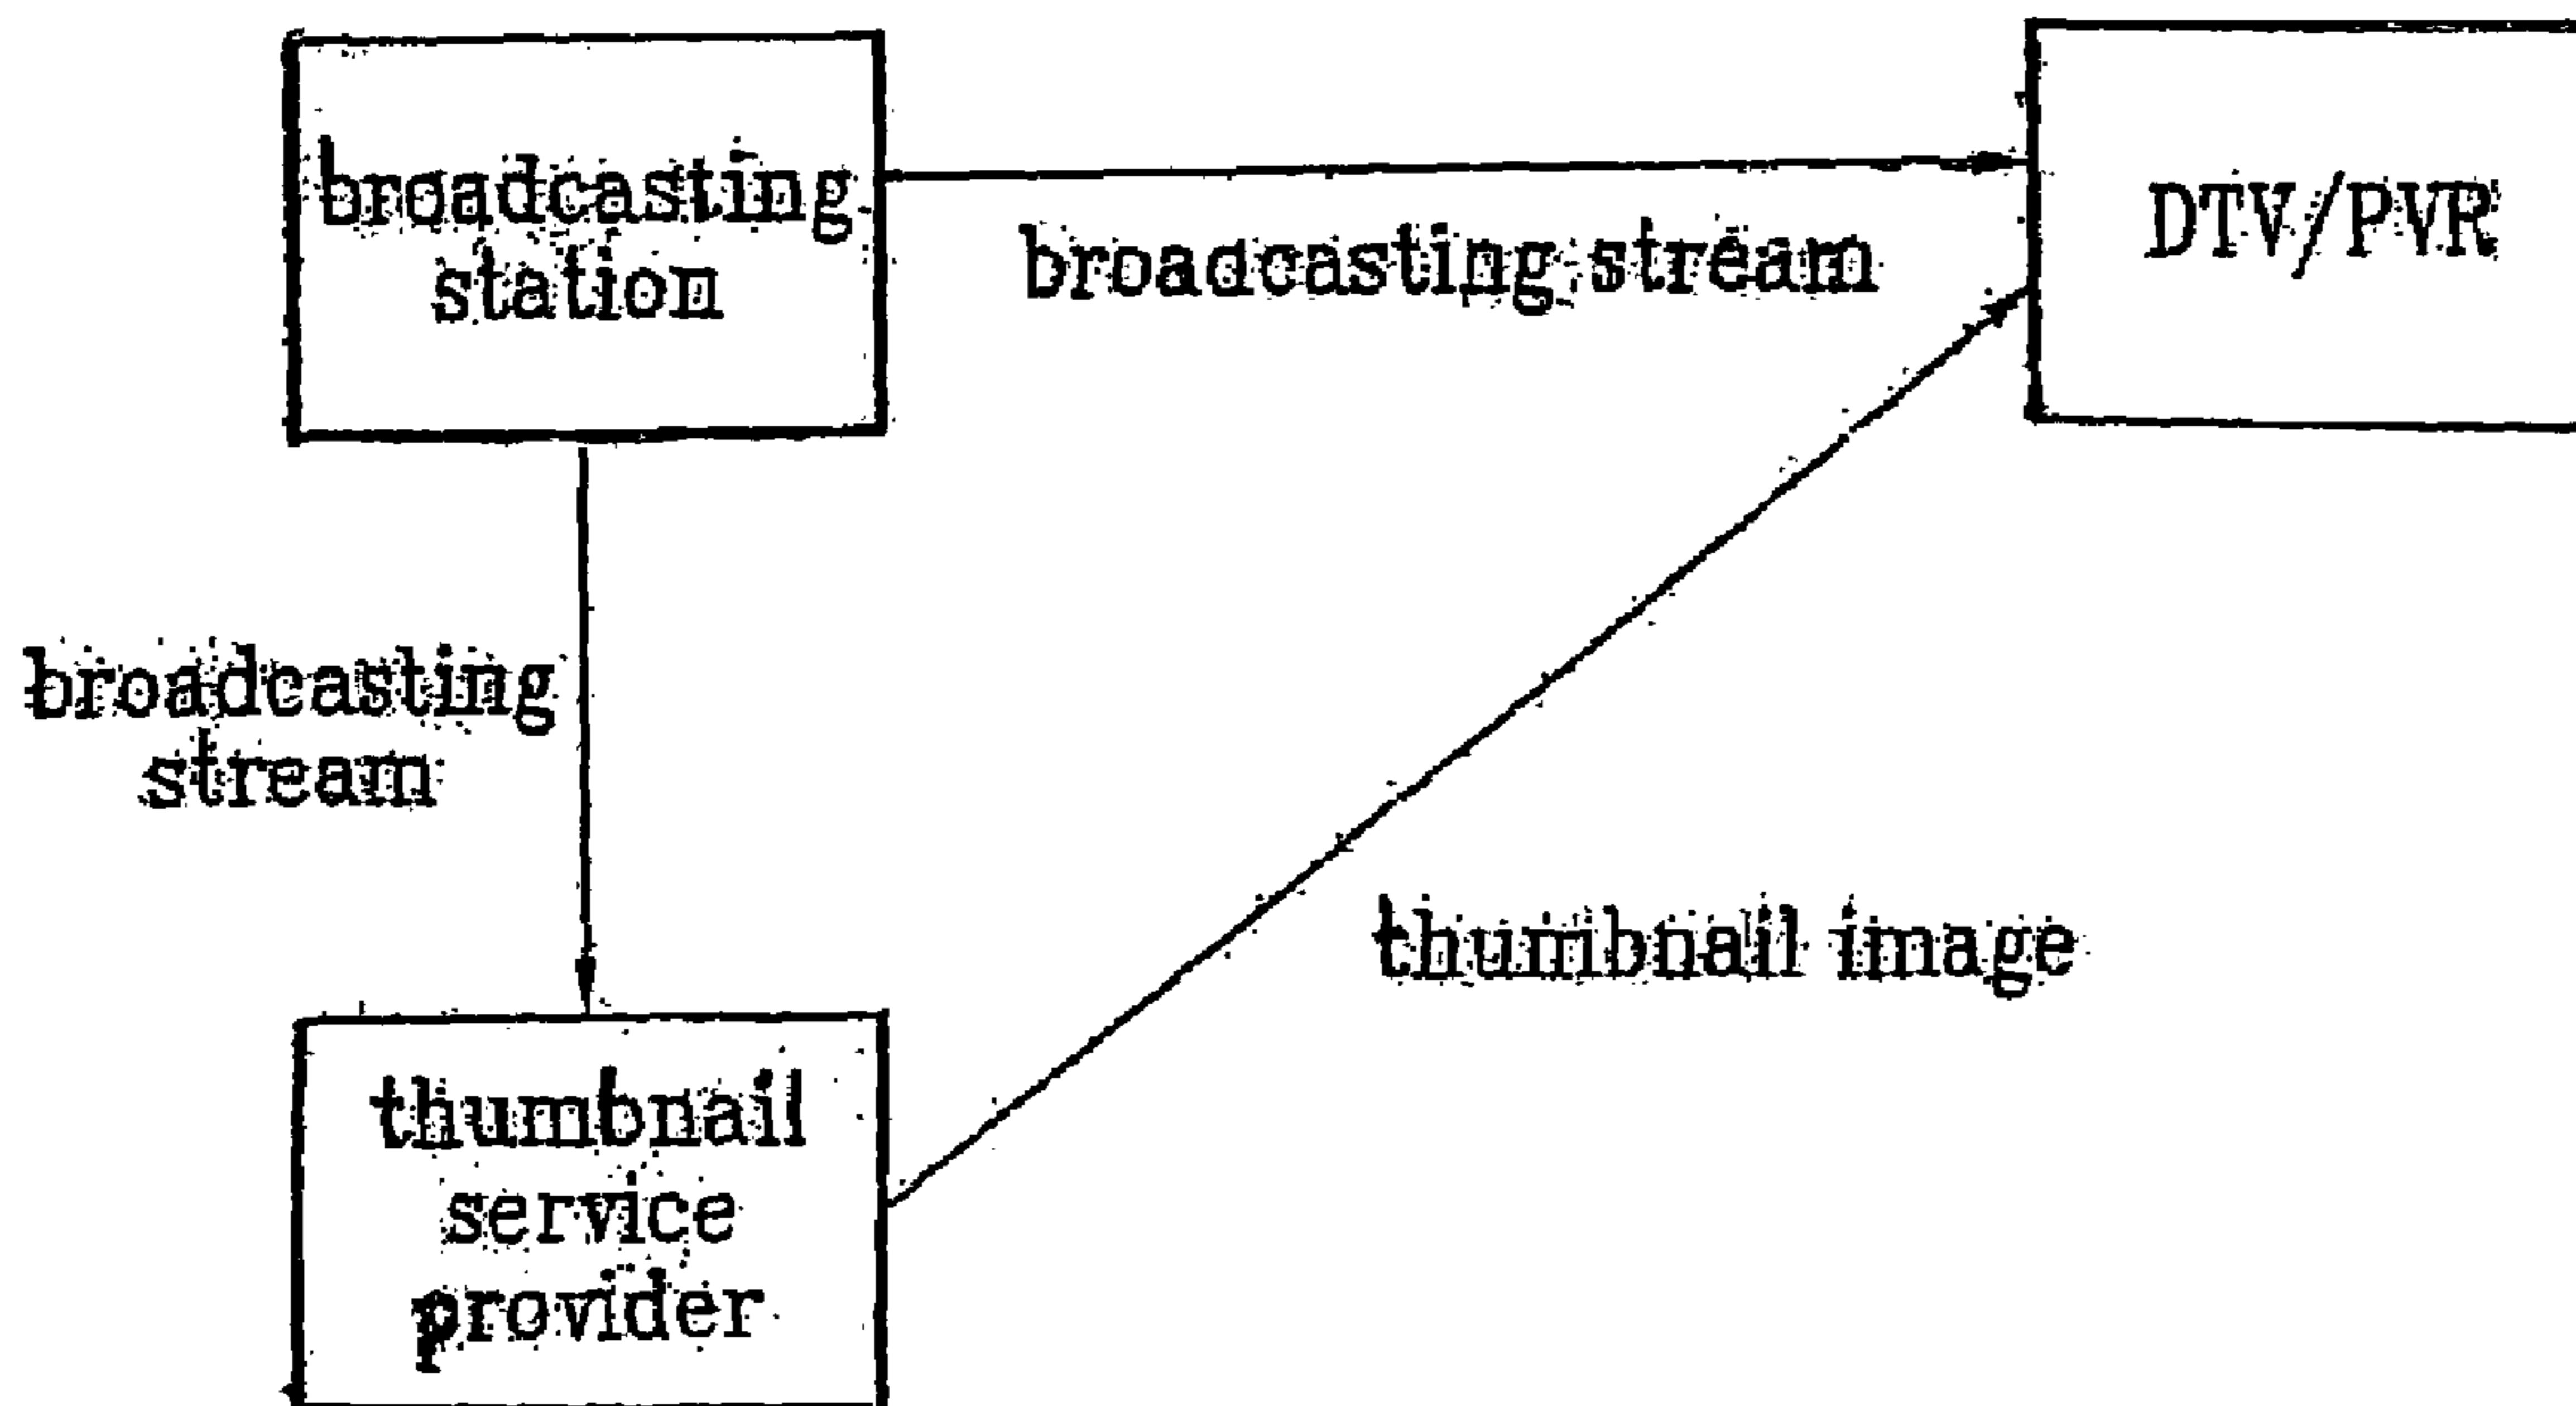 broadcasting
station
broadcasting stream
DTV/PVR
broadcasting
stream
thumbnail image
thumbnail
service
provider